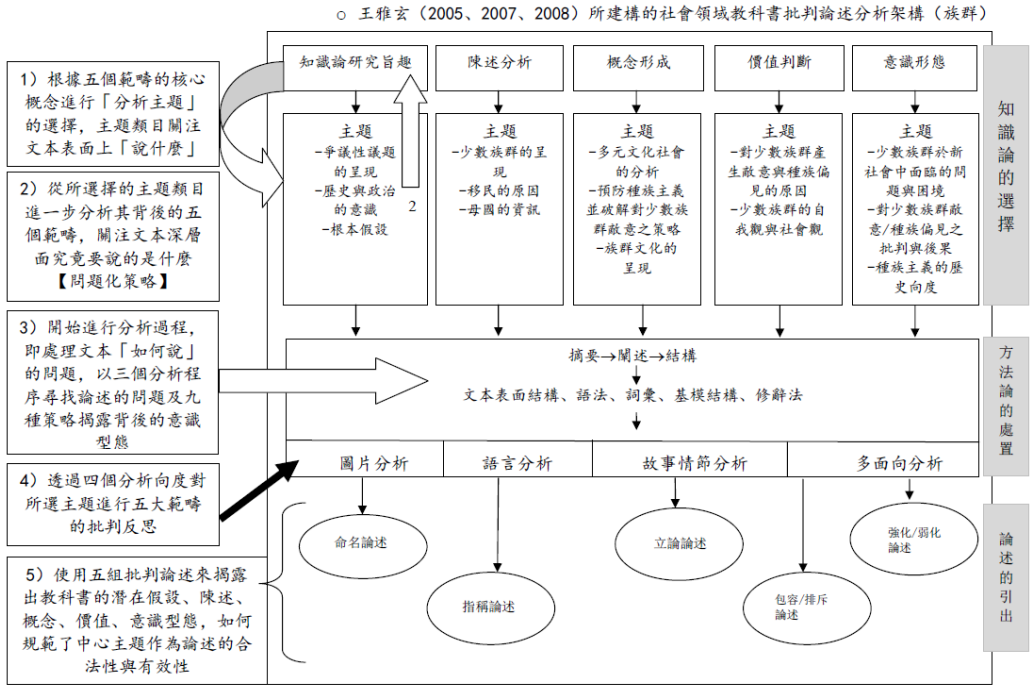 ○ 王雅玄（2005、2007、2008）所建構的社會領域教科書批判論述分析架構（族群）
1）根據五個範疇的核心
概念進行「分析主題」
的選擇，主題類目關注
文本表面上「說什麼」
2）從所選擇的主題類目
進一步分析其背後的五
個範疇，關注文本深層
面究竟要說的是什麼
【問題化策略】
3）開始進行分析過程，
即處理文本「如何說」
的問題，以三個分析程
序尋找論述的問題及九
種策略揭露背後的意識
型態
4）透過四個分析向度對
所選主題進行五大範疇
的批判反思
5）使用五組批判論述來揭露
出教科書的潛在假設、陳述、
概念、價值、意識型態，如何
規範了中心主題作為論述的合
法性與有效性
知識論研究旨趣
陳述分析
概念形成
價值判斷
意識形態
主題
-爭議性議題
的呈現
-歷史與政治
的意識
-根本假設
2
主題
-少數族群的呈
現
-移民的原因
-母國的資訊
主題
-多元文化社會
的分析
-預防種族主義
並破解對少數族
群敵意之策略
-族群文化的
呈現
主題
-對少數族群產
生敵意與種族偏
見的原因
-少數族群的自
我觀與社會觀
主題
-少數族群於新
社會中面臨的問
題與困境
-對少數族群敵
意/種族偏見之
批判與後果
-種族主義的歷
史向度
知識論的選擇
摘要→闡述→結構
文本表面結構、語法、詞彙、基模結構、修辭法
方法論的處置
圖片分析
語言分析
故事情節分析
多面向分析
命名論述
指稱論述
立論論述
包容/排斥
論述
強化/弱化
論述
論述的引出